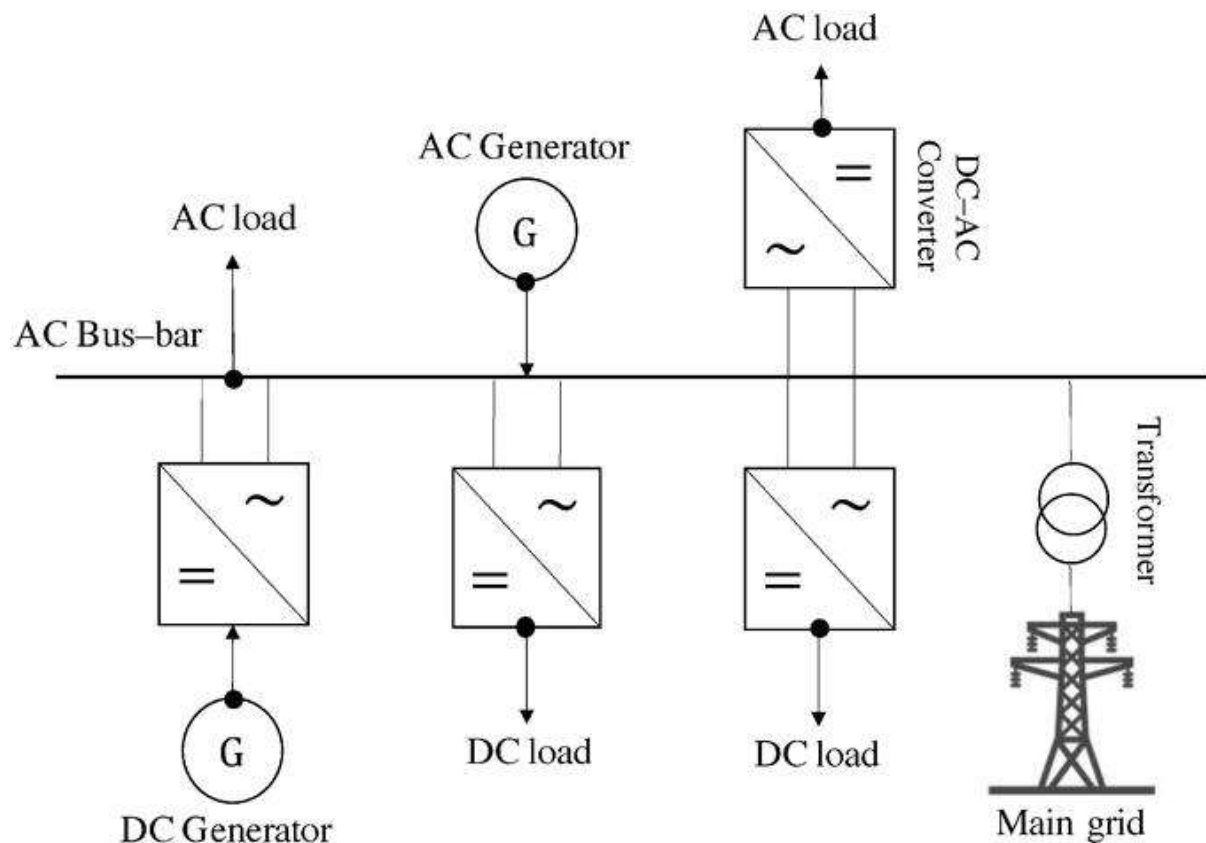 AC load
AC Generator
G
=
~
DC–AC
Converter
AC load
AC Bus–bar
~
=
~
=
~
=
Transformer
G
DC Generator
DC load
DC load
Main grid